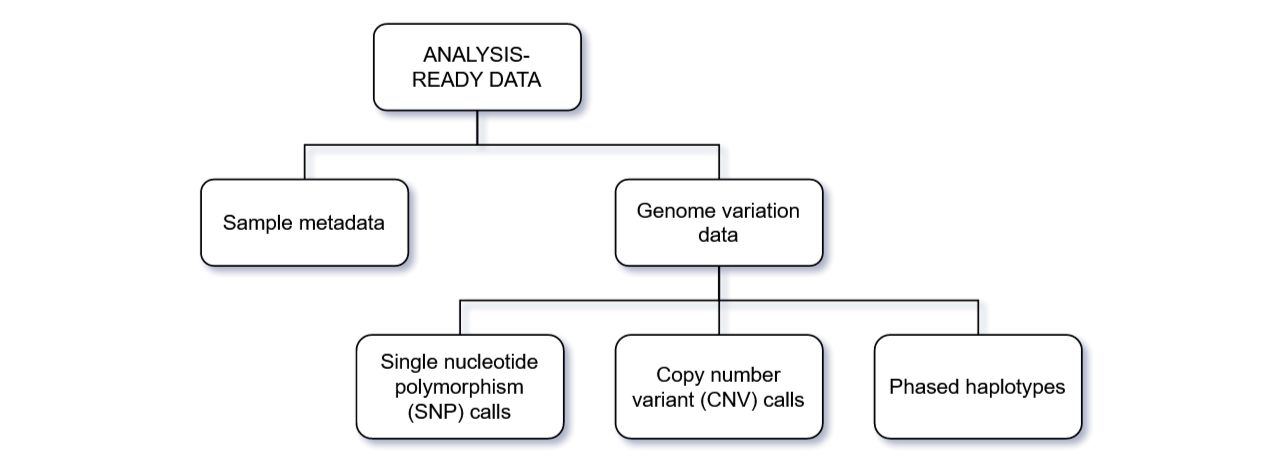 ANALYSIS-
READY DATA
Sample metadata
Genome variation
data
Single nucleotide
polymorphism
(SNP) calls
Copy number
variant (CNV) calls
Phased haplotypes